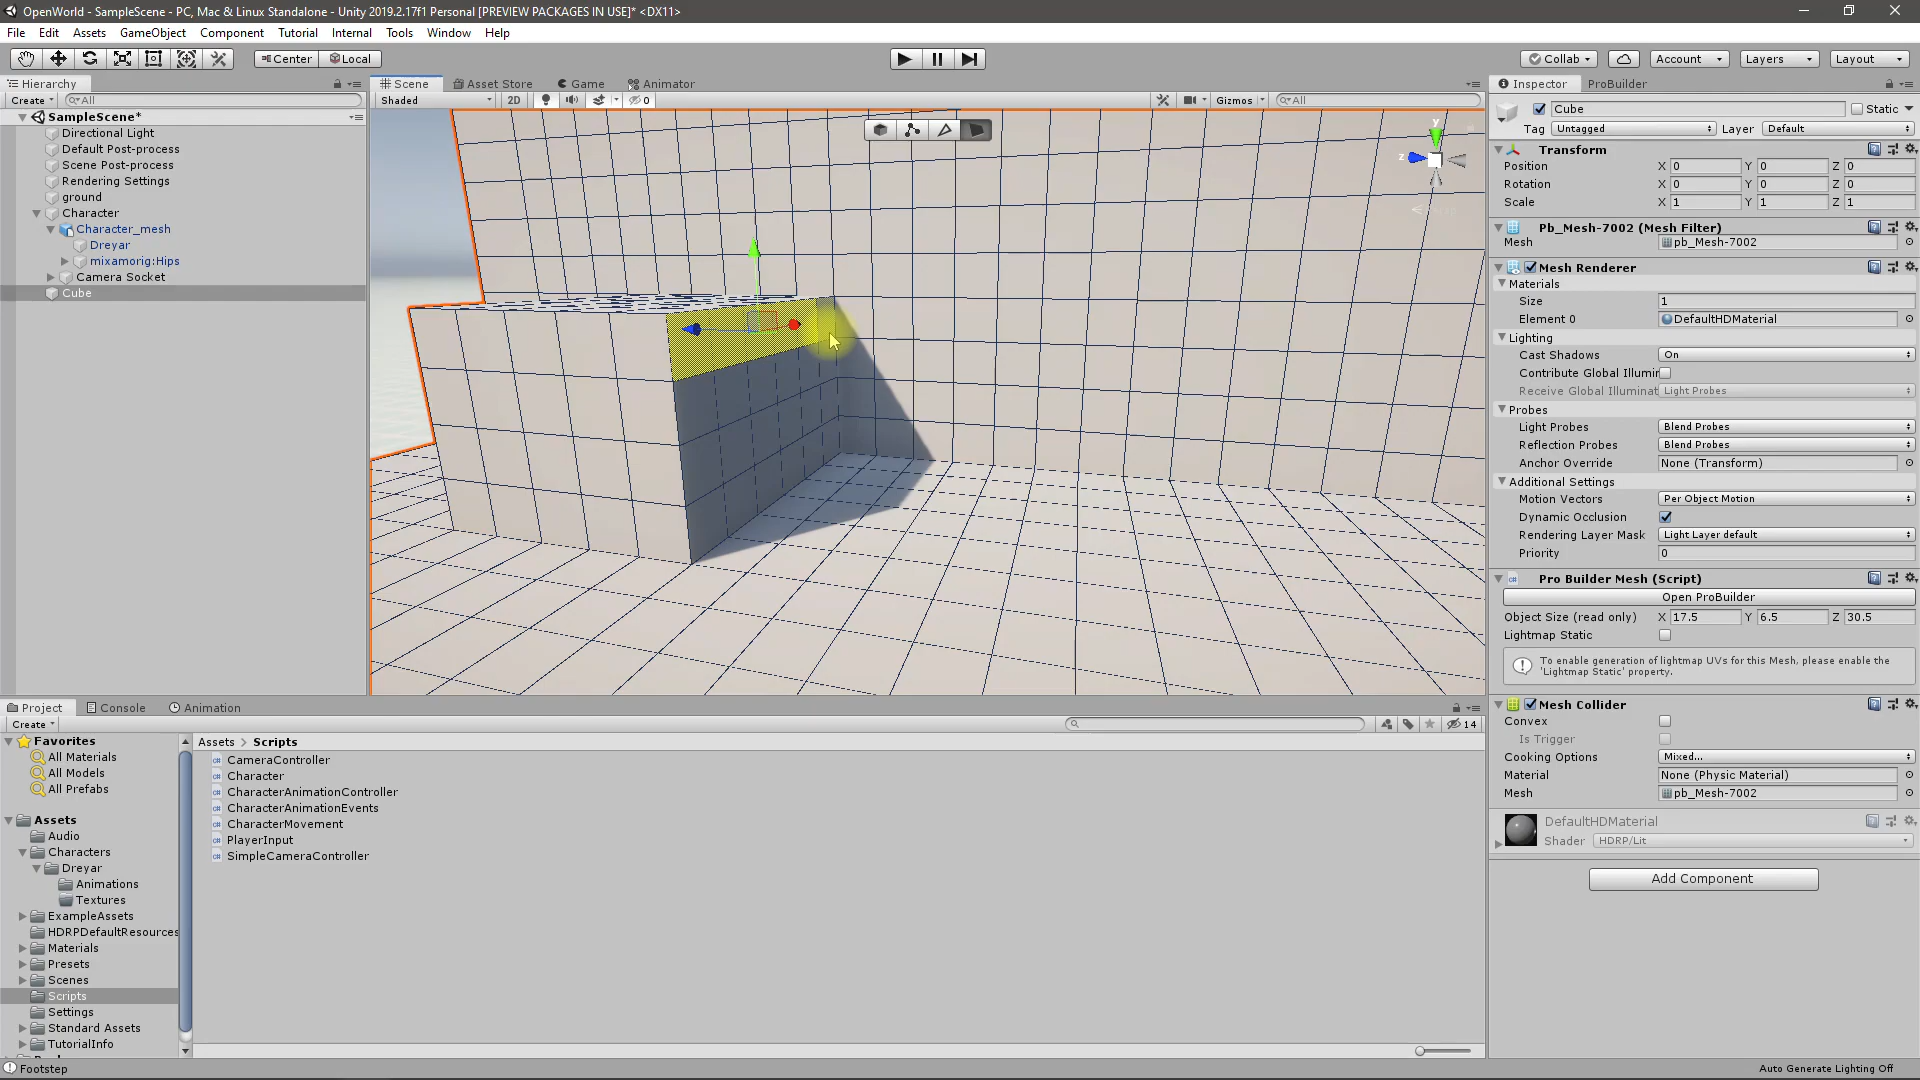 OpenWorld - SampleScene - PC, Mac & Linux Standalone - Unity 2019.2.17f1 Personal [PREVIEW PACKAGES IN USE]* <DX11>
File Edit Assets GameObject Component Tutorial Internal Tools Window Help
Center Local Collab Account Layers Layout
Hierarchy
Create All
SampleScene*
Directional Light
Default Post-process
Scene Post-process
Rendering Settings
ground
Character
Character_mesh
Dreyar
mixamorig:Hips
Camera Socket
Cube
Scene Asset Store Game Animator
Shaded 2D 0 Gizmos All
y
z
Inspector ProBuilder
Cube Static
Tag Untagged Layer Default
Transform
Position X 0 Y 0 Z 0
Rotation X 0 Y 0 Z 0
Scale X 1 Y 1 Z 1
Pb_Mesh-7002 (Mesh Filter)
Mesh pb_Mesh-7002
Mesh Renderer
Materials
Size 1
Element 0 DefaultHDMaterial
Lighting
Cast Shadows On
Contribute Global Illumir
Receive Global Illuminat Light Probes
Probes
Light Probes Blend Probes
Reflection Probes Blend Probes
Anchor Override None (Transform)
Additional Settings
Motion Vectors Per Object Motion
Dynamic Occlusion
Rendering Layer Mask Light Layer default
Priority 0
Pro Builder Mesh (Script)
Open ProBuilder
Object Size (read only) X 17.5 Y 6.5 Z 30.5
Lightmap Static
To enable generation of lightmap UVs for this Mesh, please enable the
'Lightmap Static' property.
Mesh Collider
Convex
Is Trigger
Cooking Options Mixed...
Material None (Physic Material)
Mesh pb_Mesh-7002
DefaultHDMaterial
Shader HDRP/Lit
Add Component
Project Console Animation
Create 14
Favorites
All Materials
All Models
All Prefabs
Assets
Audio
Characters
Dreyar
Animations
Textures
ExampleAssets
HDRPDefaultResources
Materials
Presets
Scenes
Scripts
Settings
Standard Assets
TutorialInfo
Assets > Scripts
CameraController
Character
CharacterAnimationController
CharacterAnimationEvents
CharacterMovement
PlayerInput
SimpleCameraController
Footstep
Auto Generate Lighting Off